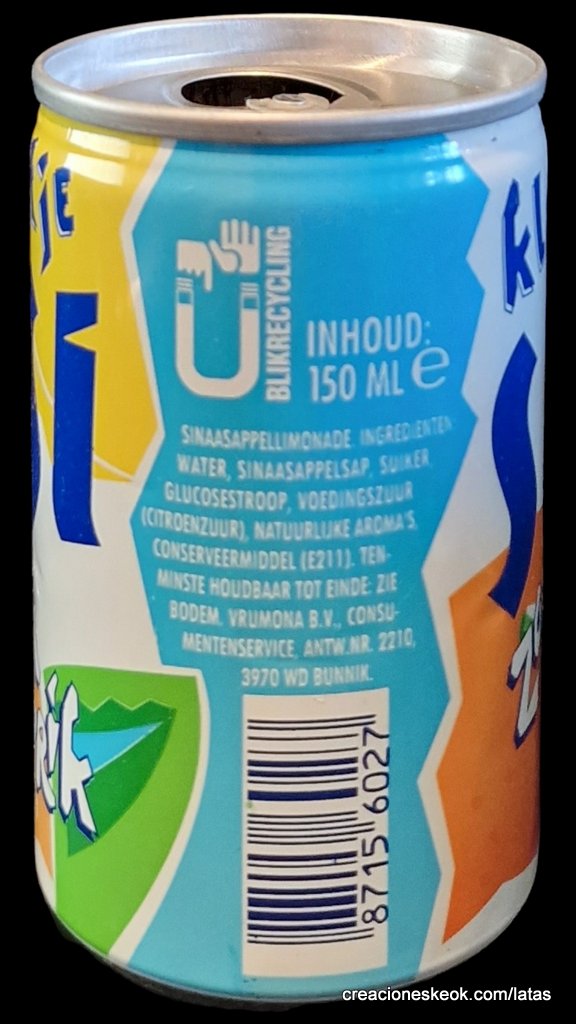 BLIKRECYCLING
INHOUD:
150 ML e
SINAASAPPELLIMONADE. INGREDIËNTEN
WATER, SINAASAPPELSAP, SUIKER
GLUCOSESTROOP, VOEDINGSZUUR
(CITROENZUUR), NATUURLIJKE AROMA'S,
CONSERVEERMIDDEL (E211). TEN-
MINSTE HOUDBAAR TOT EINDE: ZIE
BODEM. VRUMONA B.V., CONSU-
MENTENSERVICE, ANTW.NR. 2210,
3970 WD BUNNIK.
8715 6027
creacioneskeok.com/latas